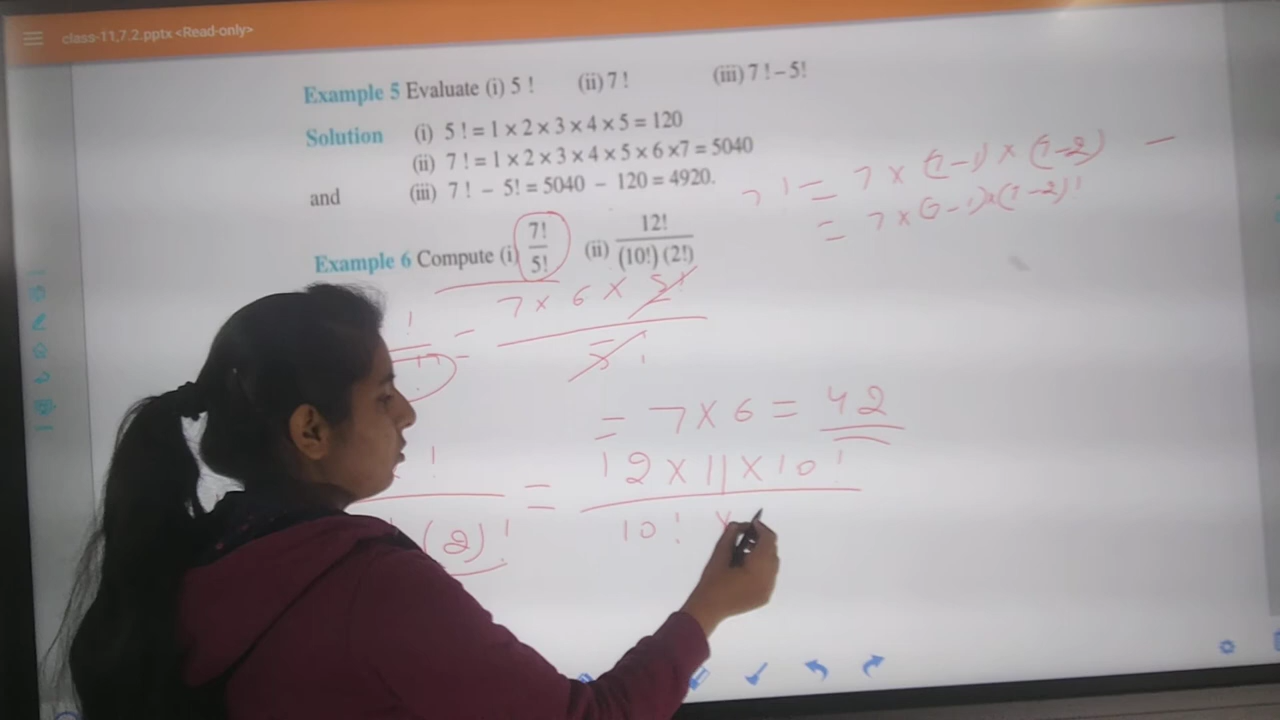 class-11,7.2.pptx <Read-only>
Example 5 Evaluate (i) 5 ! (ii) 7 ! (iii) 7 ! – 5!
Solution (i) 5 ! = 1 × 2 × 3 × 4 × 5 = 120
(ii) 7 ! = 1 × 2 × 3 × 4 × 5 × 6 ×7 = 5040
and (iii) 7 ! – 5! = 5040 – 120 = 4920.
7 ! = 7 × (7-1) × (7-2) –
= 7 × (7-1)×(7-2)!
Example 6 Compute (i) 7!/5! (ii) 12!/(10!) (2!)
! = 7 × 6 × 5!
5!
= 7 × 6 = 42
! = 12 × 11 × 10!
(2)! 10! ×